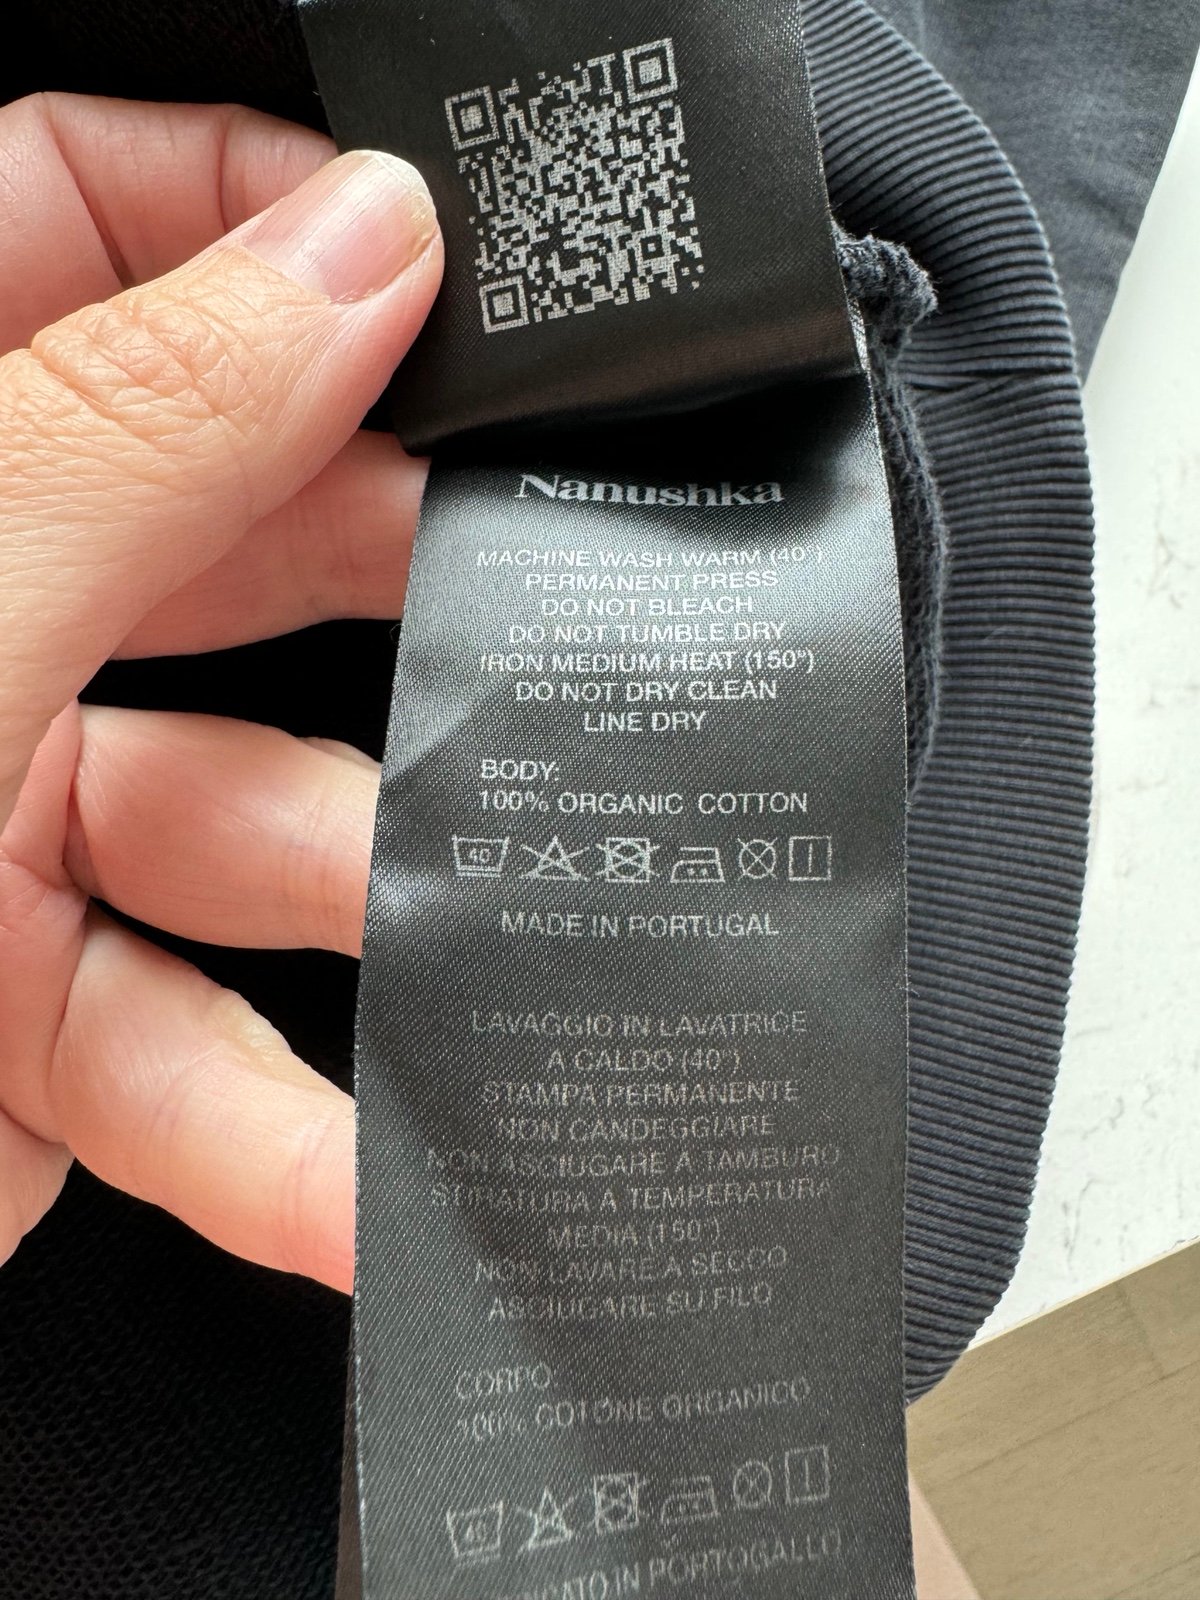 Nanushka
MACHINE WASH WARM (40°)
PERMANENT PRESS
DO NOT BLEACH
DO NOT TUMBLE DRY
IRON MEDIUM HEAT (150°)
DO NOT DRY CLEAN
LINE DRY
BODY:
100% ORGANIC COTTON
40
MADE IN PORTUGAL
LAVAGGIO IN LAVATRICE
A CALDO (40°)
STAMPA PERMANENTE
NON CANDEGGIARE
NON ASCIUGARE A TAMBURO
STIRATURA A TEMPERATURA
MEDIA (150°)
NON LAVARE A SECCO
ASCIUGARE SU FILO
CORPO
100% COTONE ORGANICO
40
IN PORTOGALLO